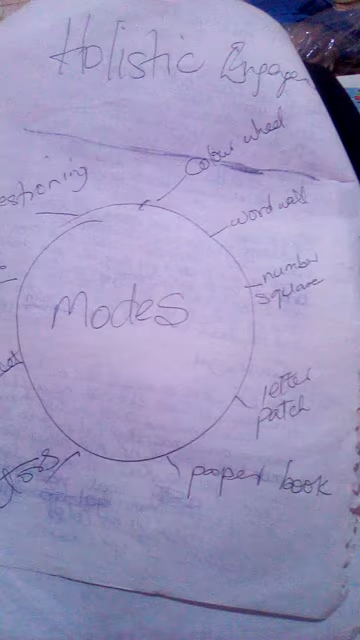 Holistic Engage
Colour wheel
estioning
word wall
number
square
Modes
letter
patch
paper book